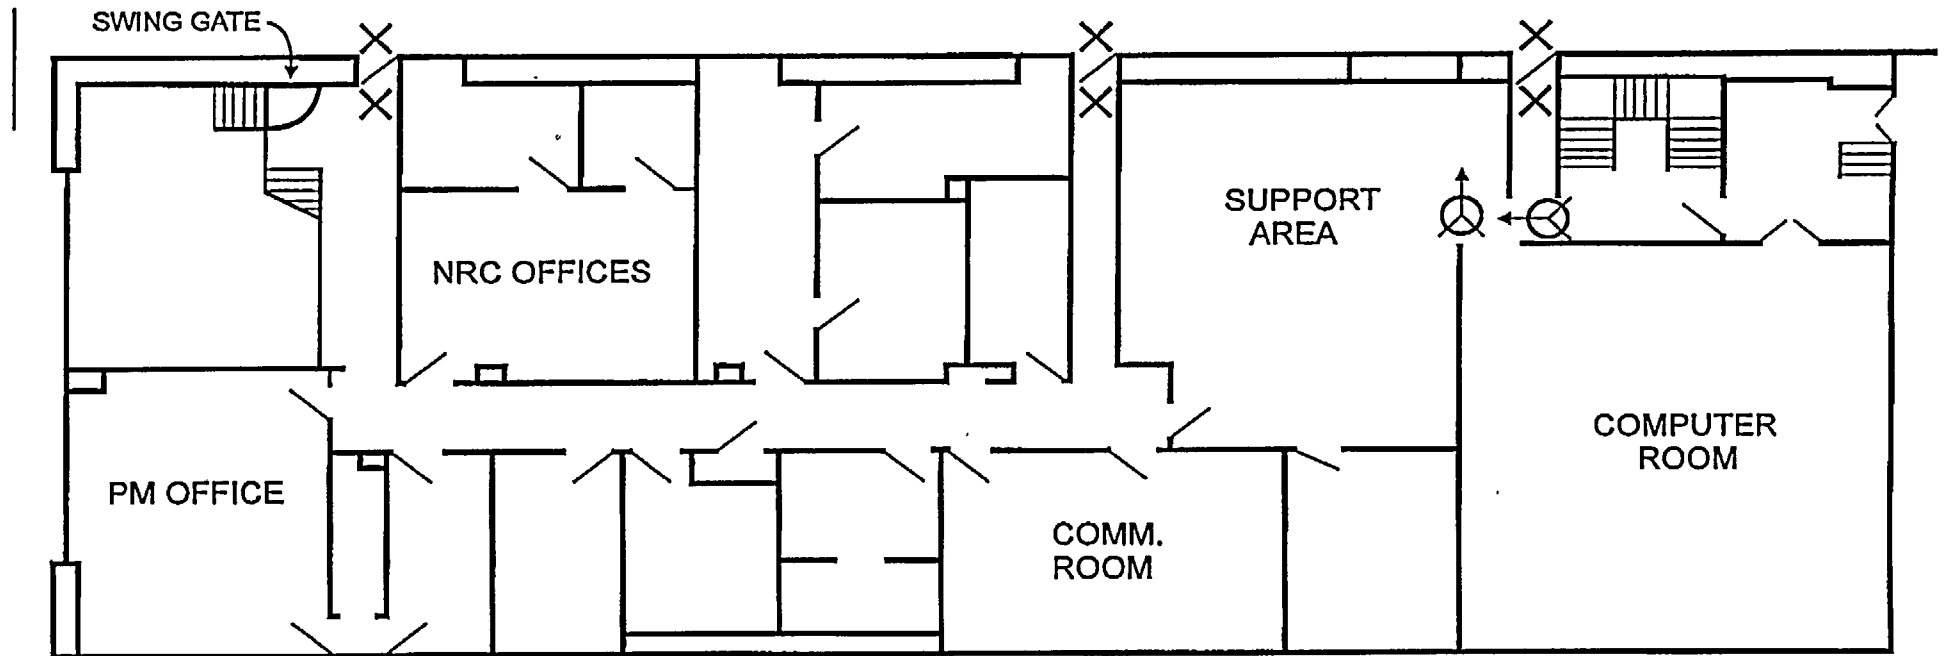 SWING GATE
SUPPORT
AREA
NRC OFFICES
COMPUTER
ROOM
PM OFFICE
COMM.
ROOM